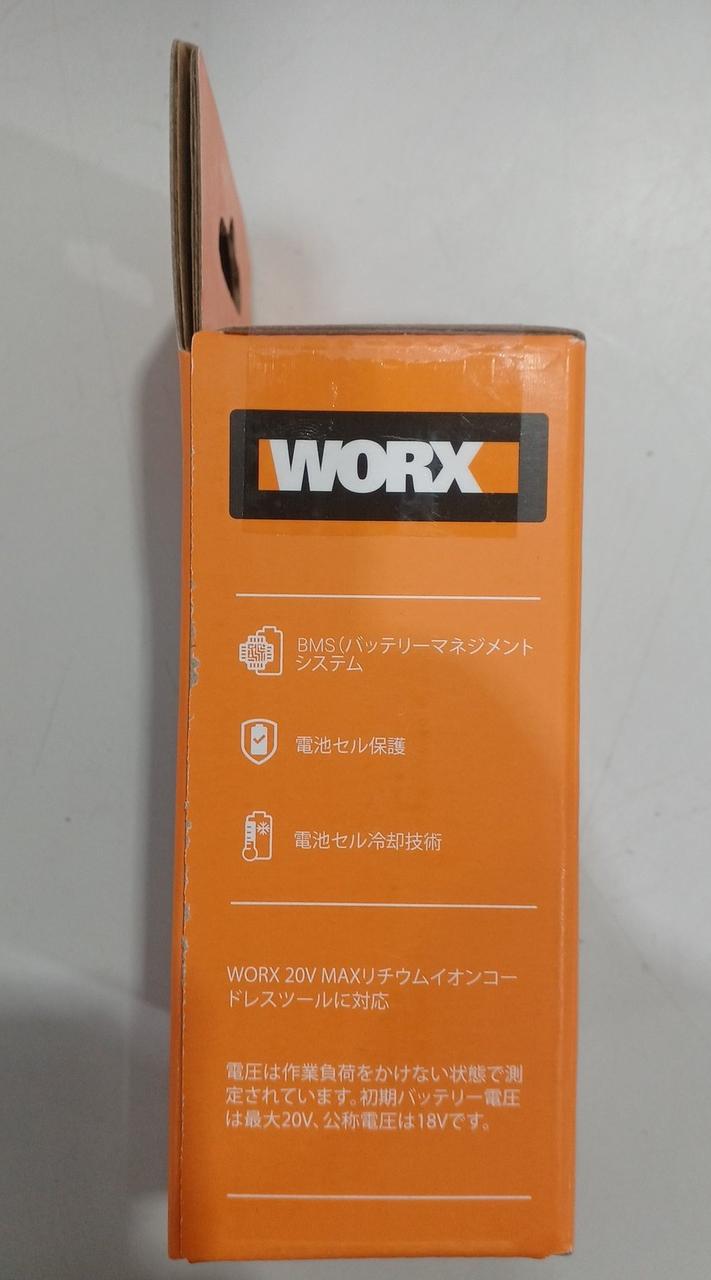 WORX
BMS(バッテリーマネジメント
システム
電池セル保護
電池セル冷却技術
WORX 20V MAXリチウムイオンコー
ドレスツールに対応
電圧は作業負荷をかけない状態で測
定されています。初期バッテリー電圧
は最大20V、公称電圧は18Vです。